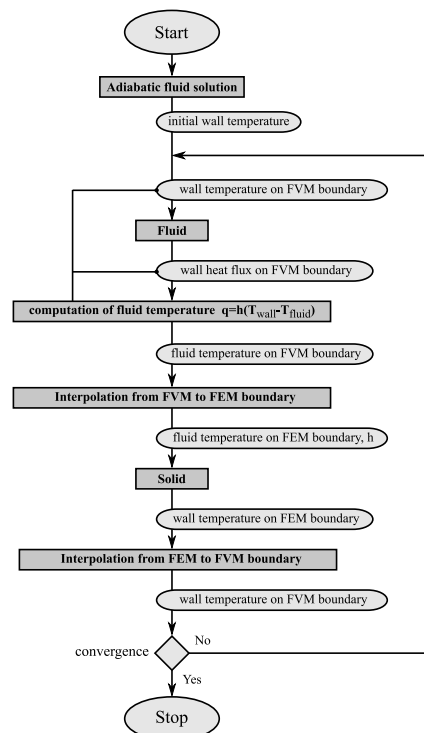 Start
Adiabatic fluid solution
initial wall temperature
wall temperature on FVM boundary
Fluid
wall heat flux on FVM boundary
computation of fluid temperature q=h(Twall-Tfluid)
fluid temperature on FVM boundary
Interpolation from FVM to FEM boundary
fluid temperature on FEM boundary, h
Solid
wall temperature on FEM boundary
Interpolation from FEM to FVM boundary
wall temperature on FVM boundary
No
convergence
Yes
Stop